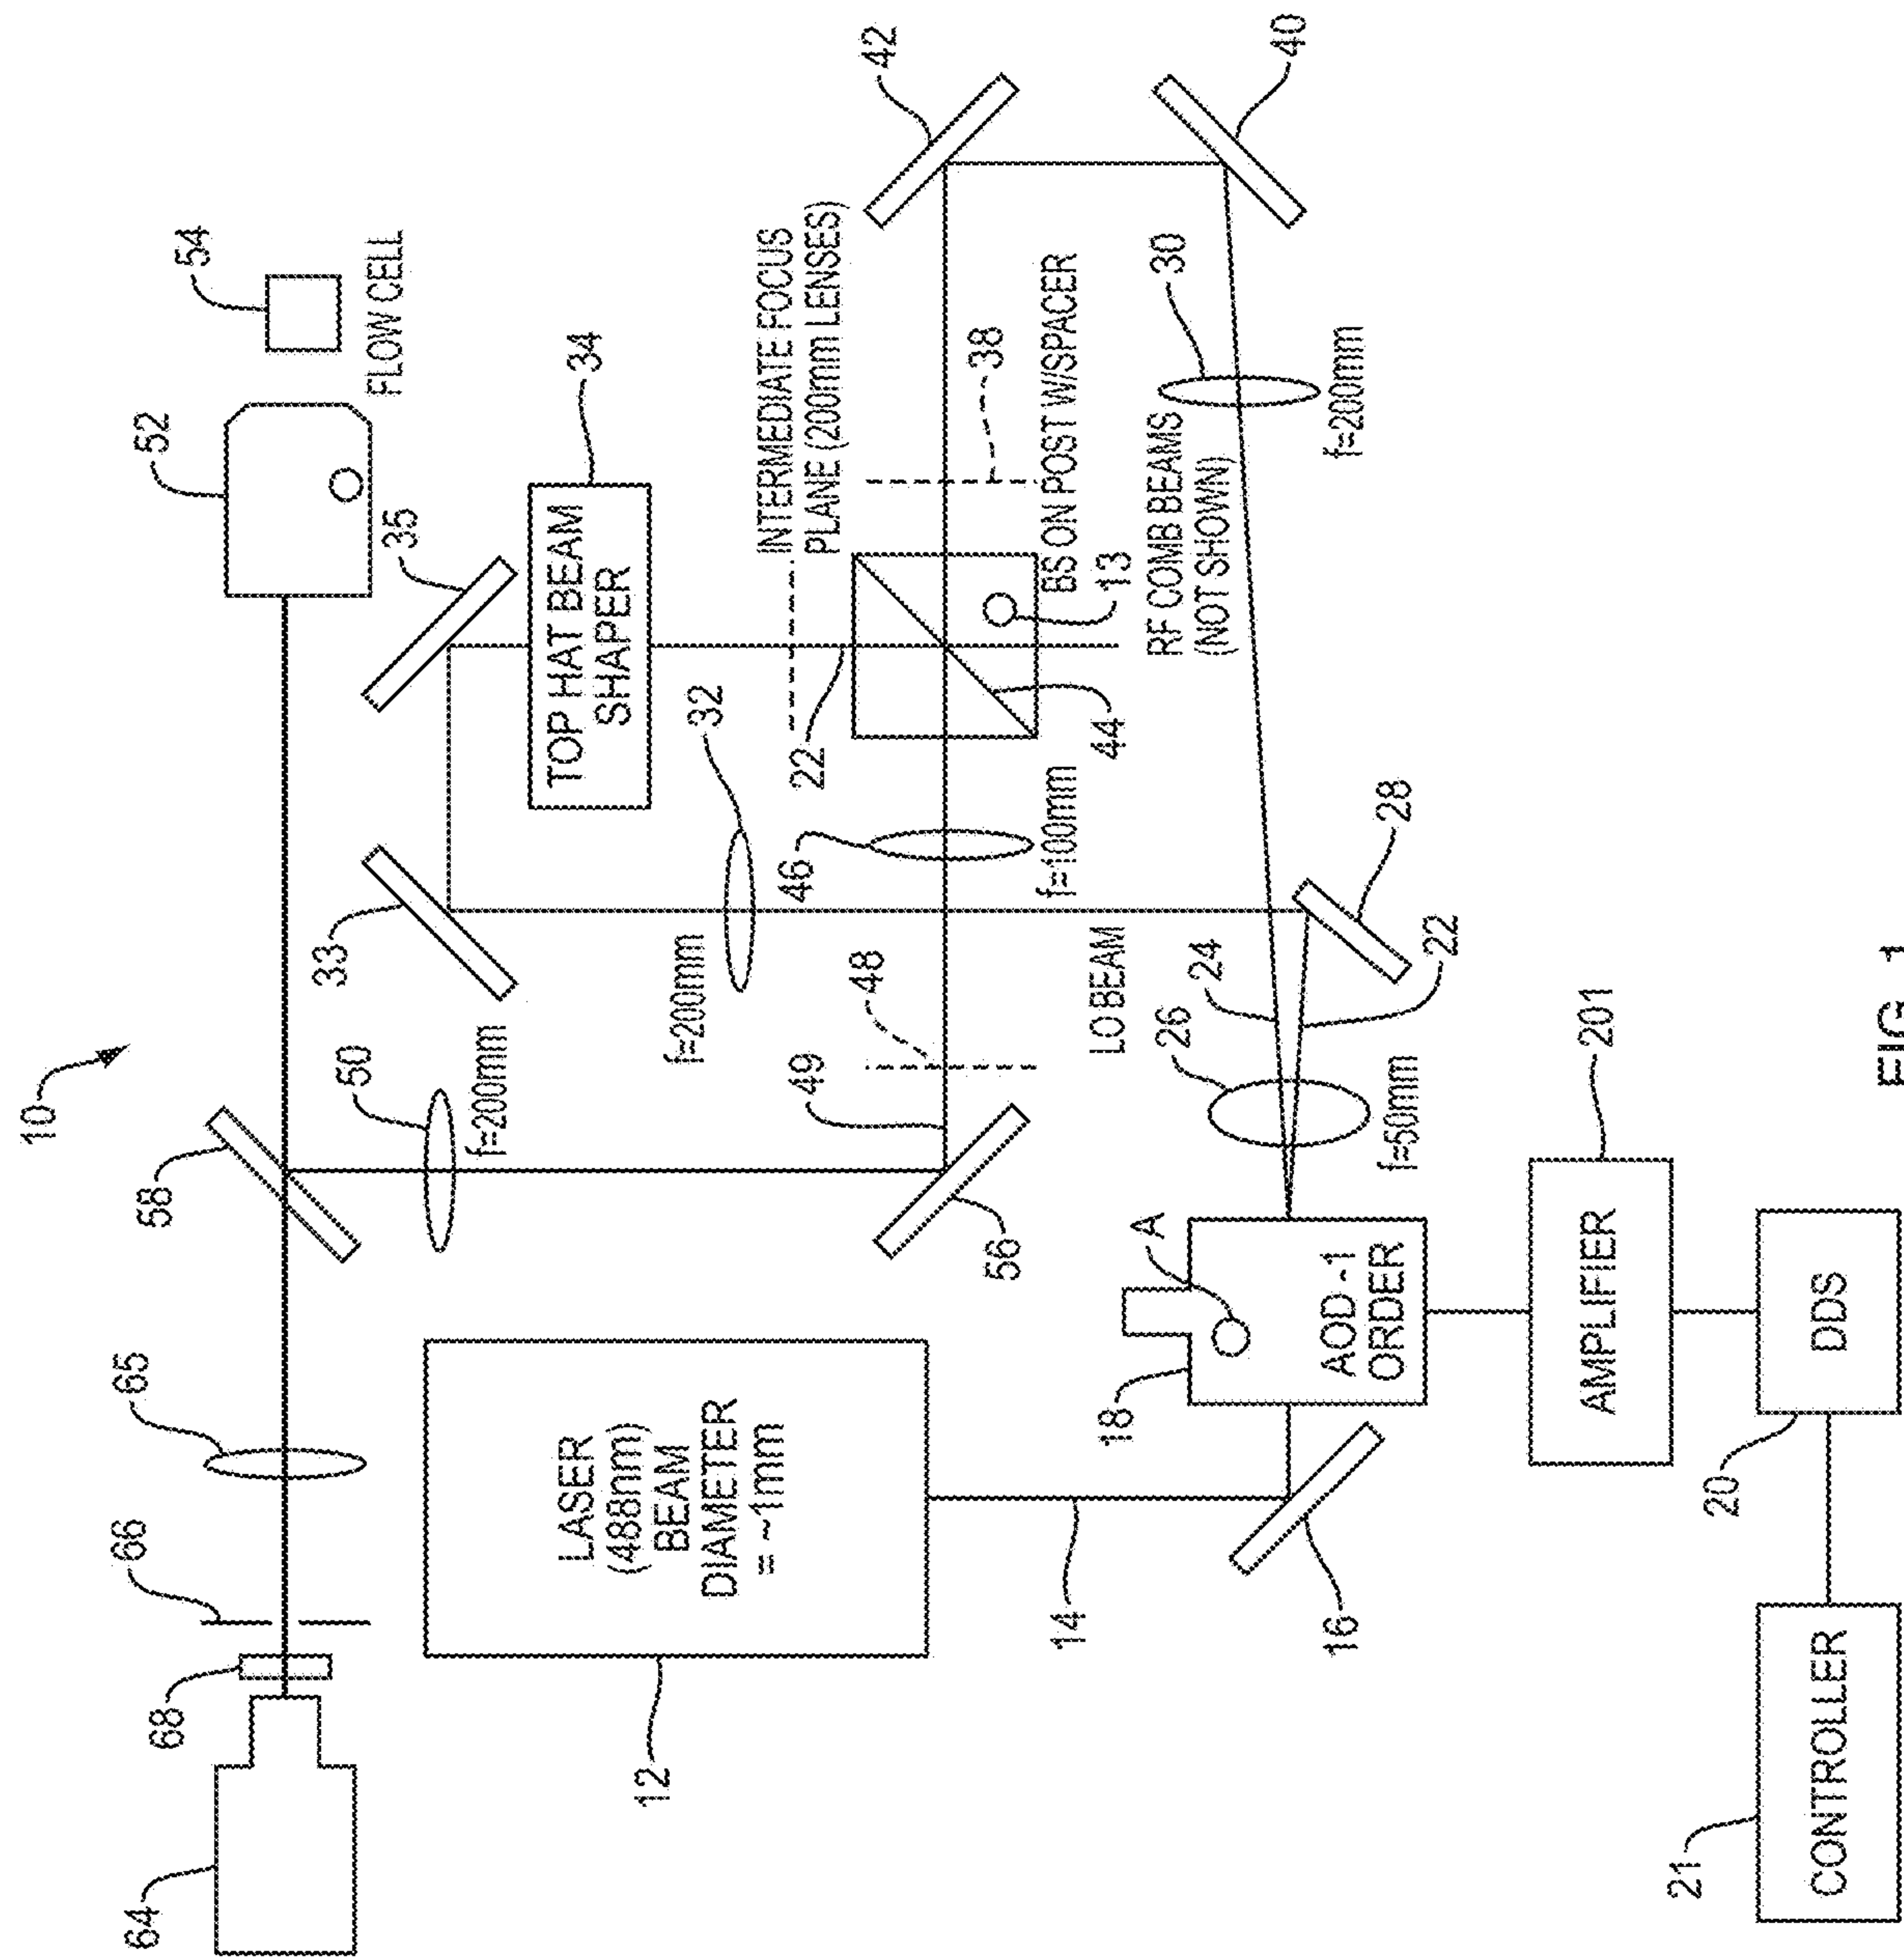 10
58
50
f=200mm
65
66
68
64
52
54
FLOW CELL
35
34
TOP HAT BEAM
SHAPER
33
32
f=200mm
INTERMEDIATE FOCUS
PLANE (200mm LENSES)
22
42
38
BS ON POST W/SPACER
13
44
46
f=100mm
48
49
56
LASER
(488nm)
BEAM
DIAMETER
= ~1mm
12
14
16
18
A
AOD -1
ORDER
LO BEAM
26
f=50mm
24
22
28
RF COMB BEAMS
(NOT SHOWN)
30
f=200mm
40
AMPLIFIER
201
DDS
20
CONTROLLER
21
FIG. 1